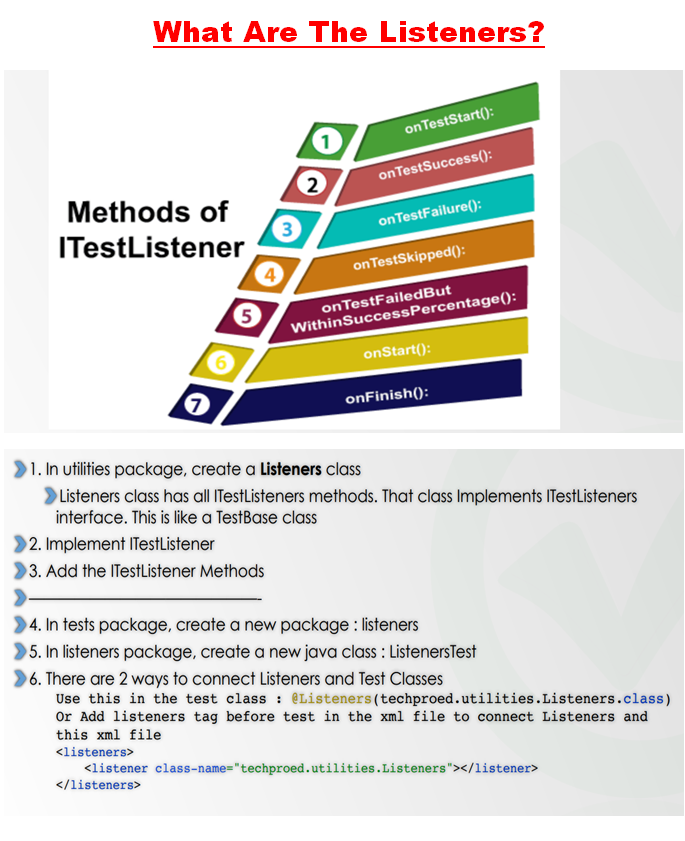 What Are The Listeners?
Methods of
ITestListener
1
onTestStart():
2
onTestSuccess():
3
onTestFailure():
4
onTestSkipped():
5
onTestFailedBut
WithinSuccessPercentage():
6
onStart():
7
onFinish():
1. In utilities package, create a Listeners class
Listeners class has all ITestListeners methods. That class Implements ITestListeners
interface. This is like a TestBase class
2. Implement ITestListener
3. Add the ITestListener Methods
————————————————-
4. In tests package, create a new package : listeners
5. In listeners package, create a new java class : ListenersTest
6. There are 2 ways to connect Listeners and Test Classes
Use this in the test class : @Listeners(techproed.utilities.Listeners.class)
Or Add listeners tag before test in the xml file to connect Listeners and
this xml file
<listeners>
<listener class-name="techproed.utilities.Listeners"></listener>
</listeners>